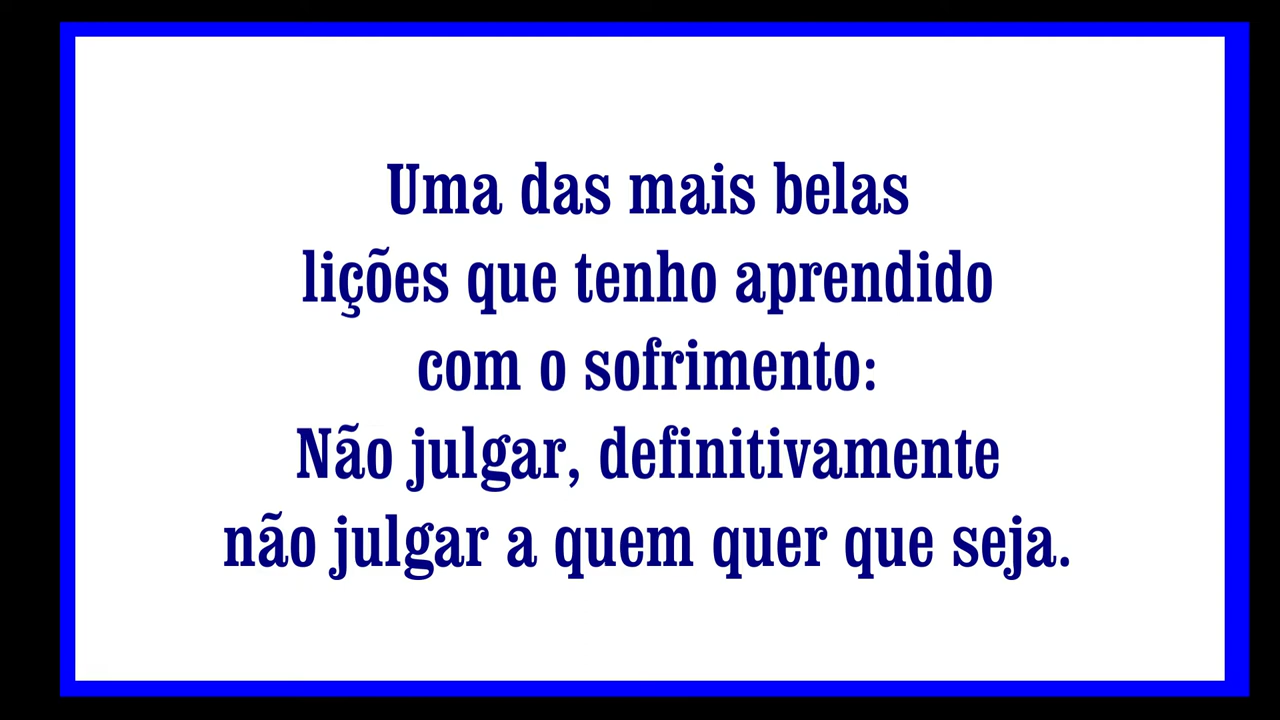 Uma das mais belas
lições que tenho aprendido
com o sofrimento:
Não julgar, definitivamente
não julgar a quem quer que seja.